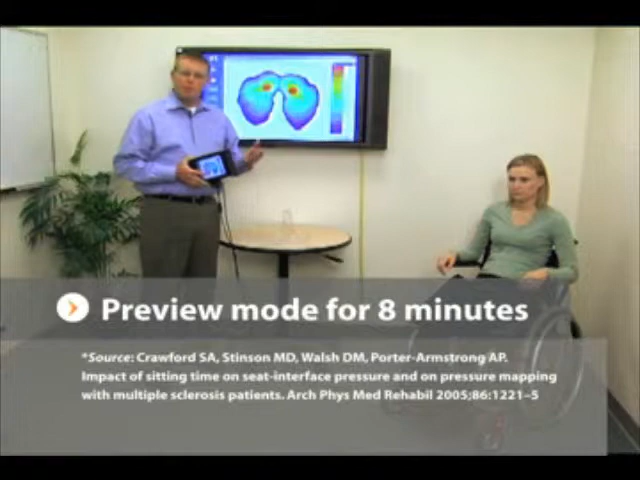 Preview mode for 8 minutes
*Source: Crawford SA, Stinson MD, Walsh DM, Porter-Armstrong AP.
Impact of sitting time on seat-interface pressure and on pressure mapping
with multiple sclerosis patients. Arch Phys Med Rehabil 2005;86:1221–5